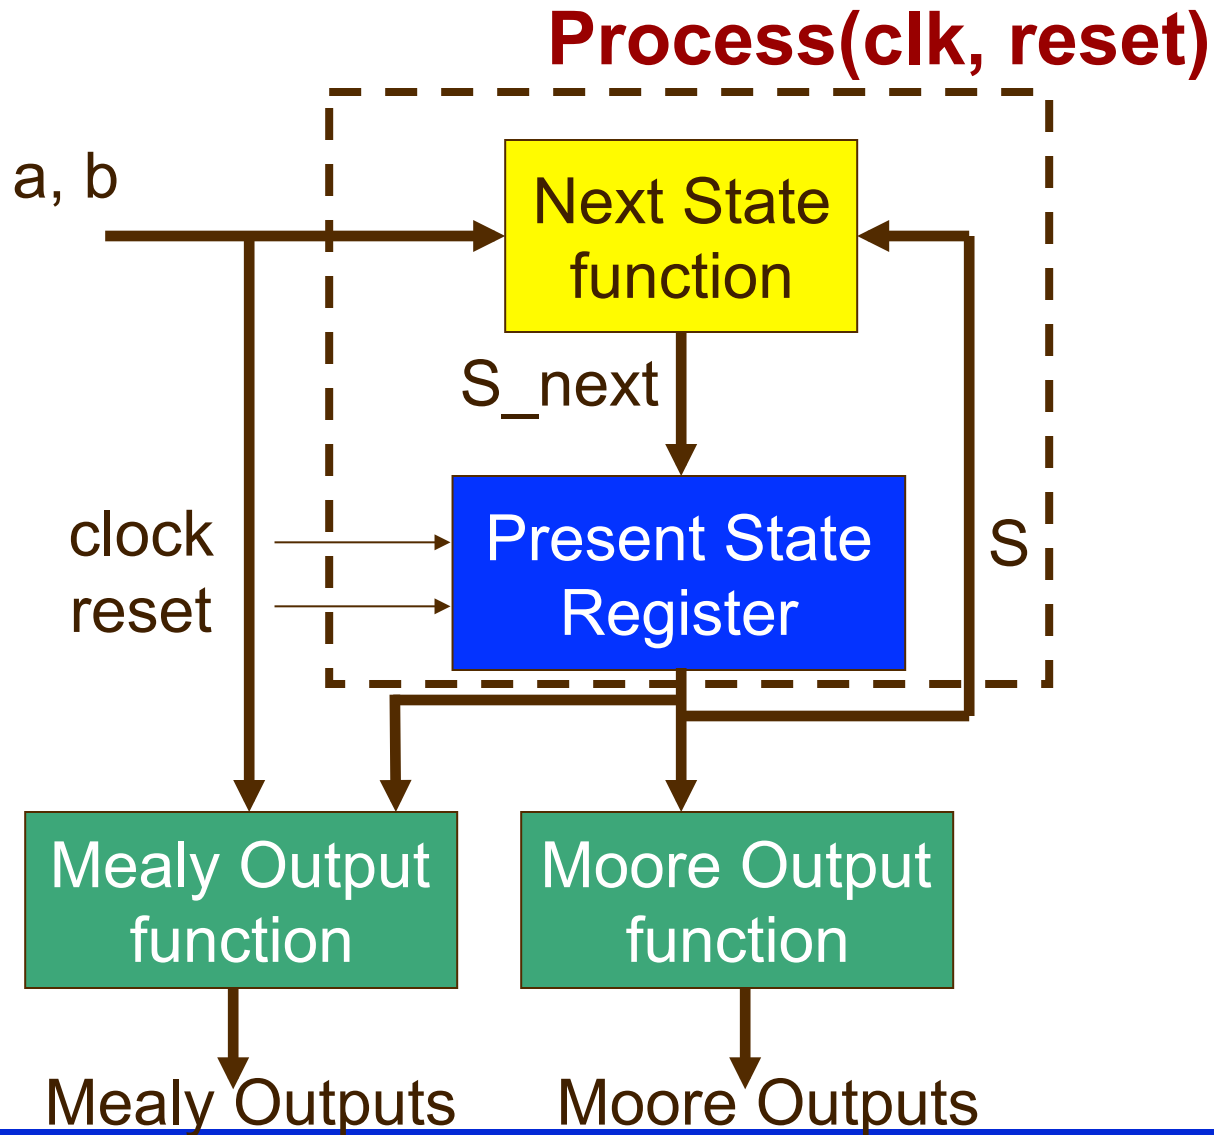 Process(clk, reset)
a, b
Next State
function
S_next
clock
reset
Present State
Register
S
Mealy Output
function
Moore Output
function
Mealy Outputs
Moore Outputs